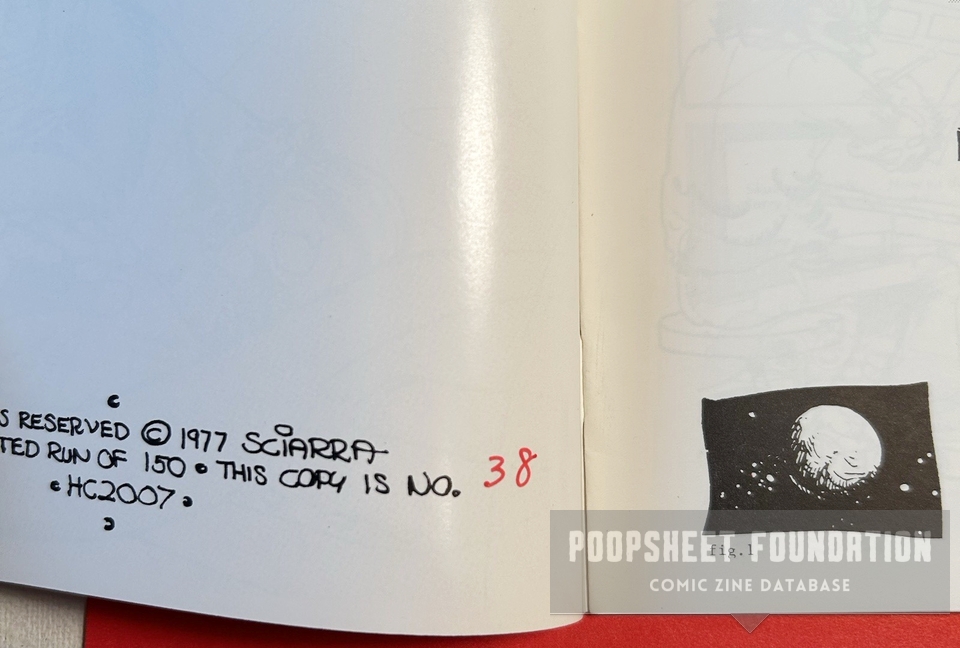 S RESERVED © 1977 SCIARRA
TED RUN OF 150 • THIS COPY IS NO. 38
HC2007
fig.1
POOPSHEET FOUNDATION
COMIC ZINE DATABASE